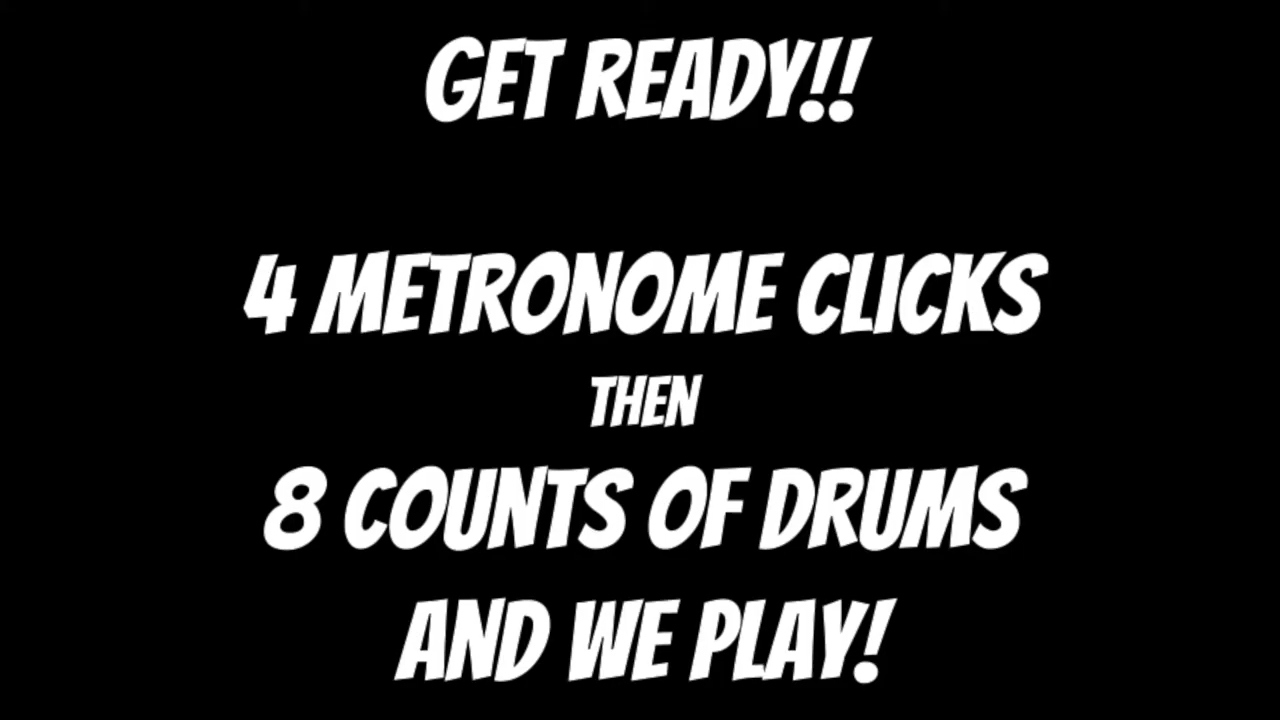 GET READY!!
4 METRONOME CLICKS
THEN
8 COUNTS OF DRUMS
AND WE PLAY!